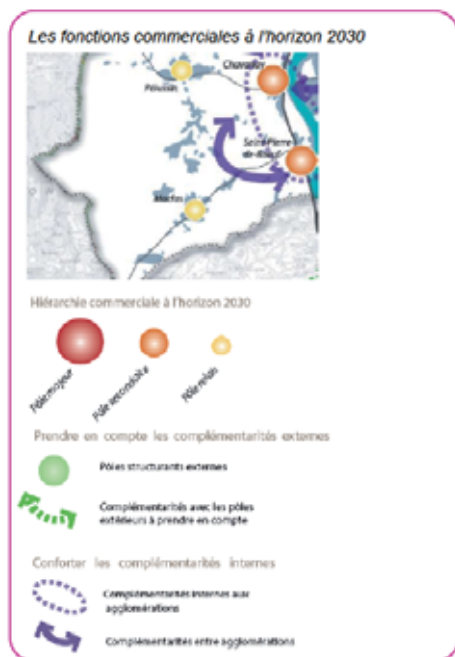 Les fonctions commerciales à l'horizon 2030
Chavanay
Pélussin
Saint-Pierre-
de-Bœuf
Maclas
Hiérarchie commerciale à l'horizon 2030
Pôle majeur
Pôle secondaire
Pôle relais
Prendre en compte les complémentarités externes
Pôles structurants externes
Complémentarités avec les pôles
extérieurs à prendre en compte
Conforter les complémentarités internes
Complémentarités internes aux
agglomérations
Complémentarités entre agglomérations